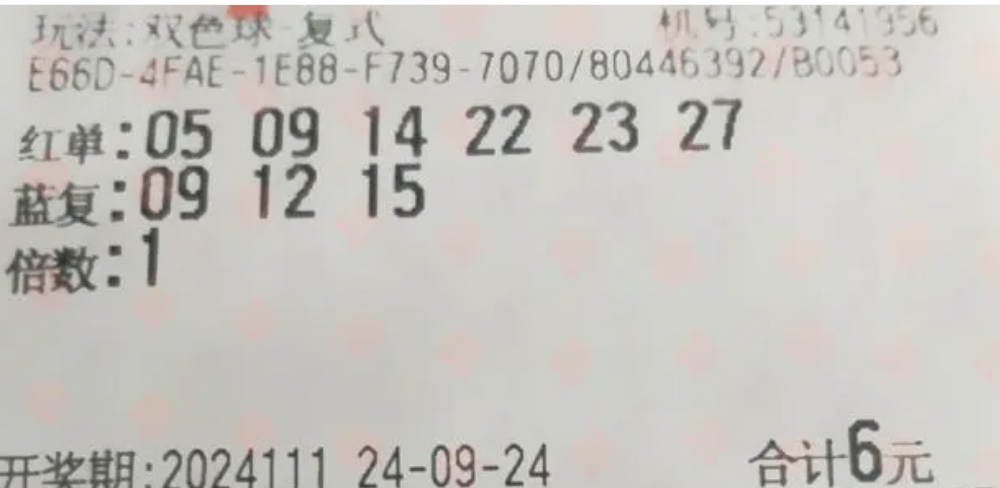 玩法:双色球-复式 机号:53141956
E66D-4FAE-1E88-F739-7070/80446392/B0053
红单:05 09 14 22 23 27
蓝复:09 12 15
倍数:1
开奖期:2024111 24-09-24 合计6元